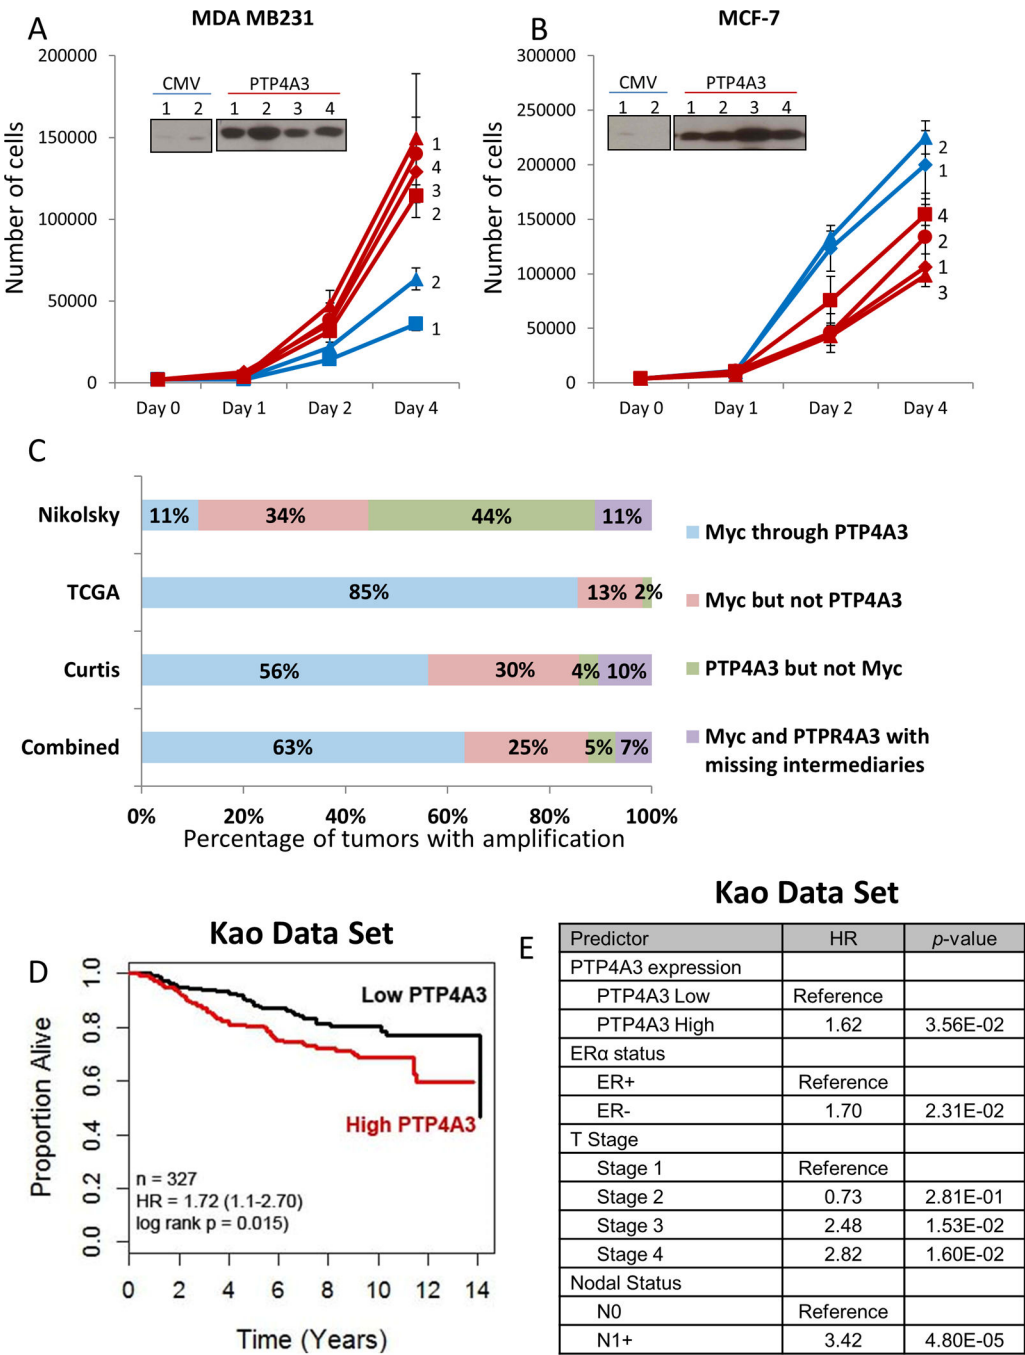 A
MDA MB231
Number of cells
200000
150000
100000
50000
0
CMV
PTP4A3
1 2 1 2 3 4
1
4
3
2
2
1
Day 0 Day 1 Day 2 Day 4
B
MCF-7
Number of cells
300000
250000
200000
150000
100000
50000
0
CMV
PTP4A3
1 2 1 2 3 4
2
1
4
2
1
3
Day 0 Day 1 Day 2 Day 4
C
Nikolsky 11% 34% 44% 11%
TCGA 85% 13% 2%
Curtis 56% 30% 4% 10%
Combined 63% 25% 5% 7%
0% 20% 40% 60% 80% 100%
Percentage of tumors with amplification
Myc through PTP4A3
Myc but not PTP4A3
PTP4A3 but not Myc
Myc and PTPR4A3 with
missing intermediaries
D
Kao Data Set
Proportion Alive
1.0
0.8
0.6
0.4
0.2
0.0
Low PTP4A3
High PTP4A3
n = 327
HR = 1.72 (1.1-2.70)
log rank p = 0.015)
0 2 4 6 8 10 12 14
Time (Years)
E
Kao Data Set
Predictor HR p-value
PTP4A3 expression
PTP4A3 Low Reference
PTP4A3 High 1.62 3.56E-02
ERα status
ER+ Reference
ER- 1.70 2.31E-02
T Stage
Stage 1 Reference
Stage 2 0.73 2.81E-01
Stage 3 2.48 1.53E-02
Stage 4 2.82 1.60E-02
Nodal Status
N0 Reference
N1+ 3.42 4.80E-05